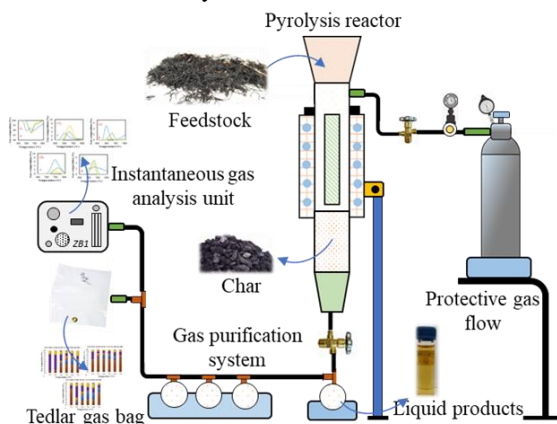 Pyrolysis reactor
Feedstock
Instantaneous gas
analysis unit
ZB1
Char
Protective gas
flow
Gas purification
system
Tedlar gas bag
Liquid products